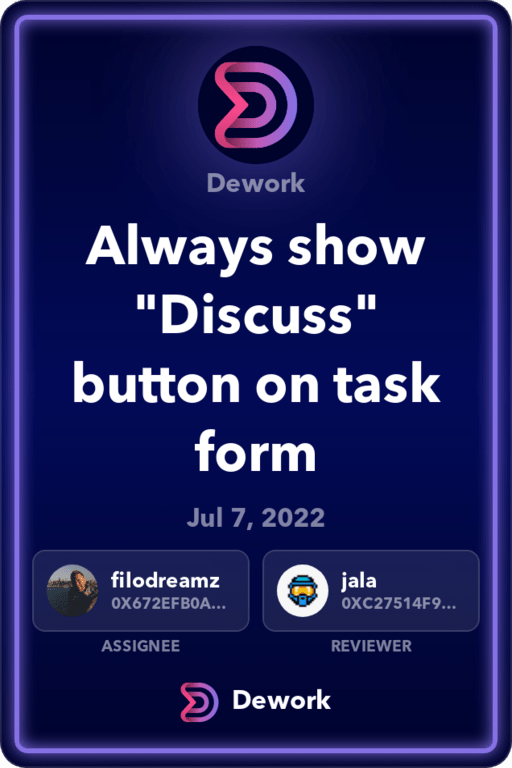 Dework
Always show
"Discuss"
button on task
form
Jul 7, 2022
filodreamz
0X672EFB0A...
jala
0XC27514F9...
ASSIGNEE
REVIEWER
Dework